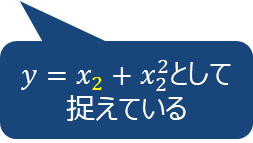 y = x₂ + x₂²として
捉えている